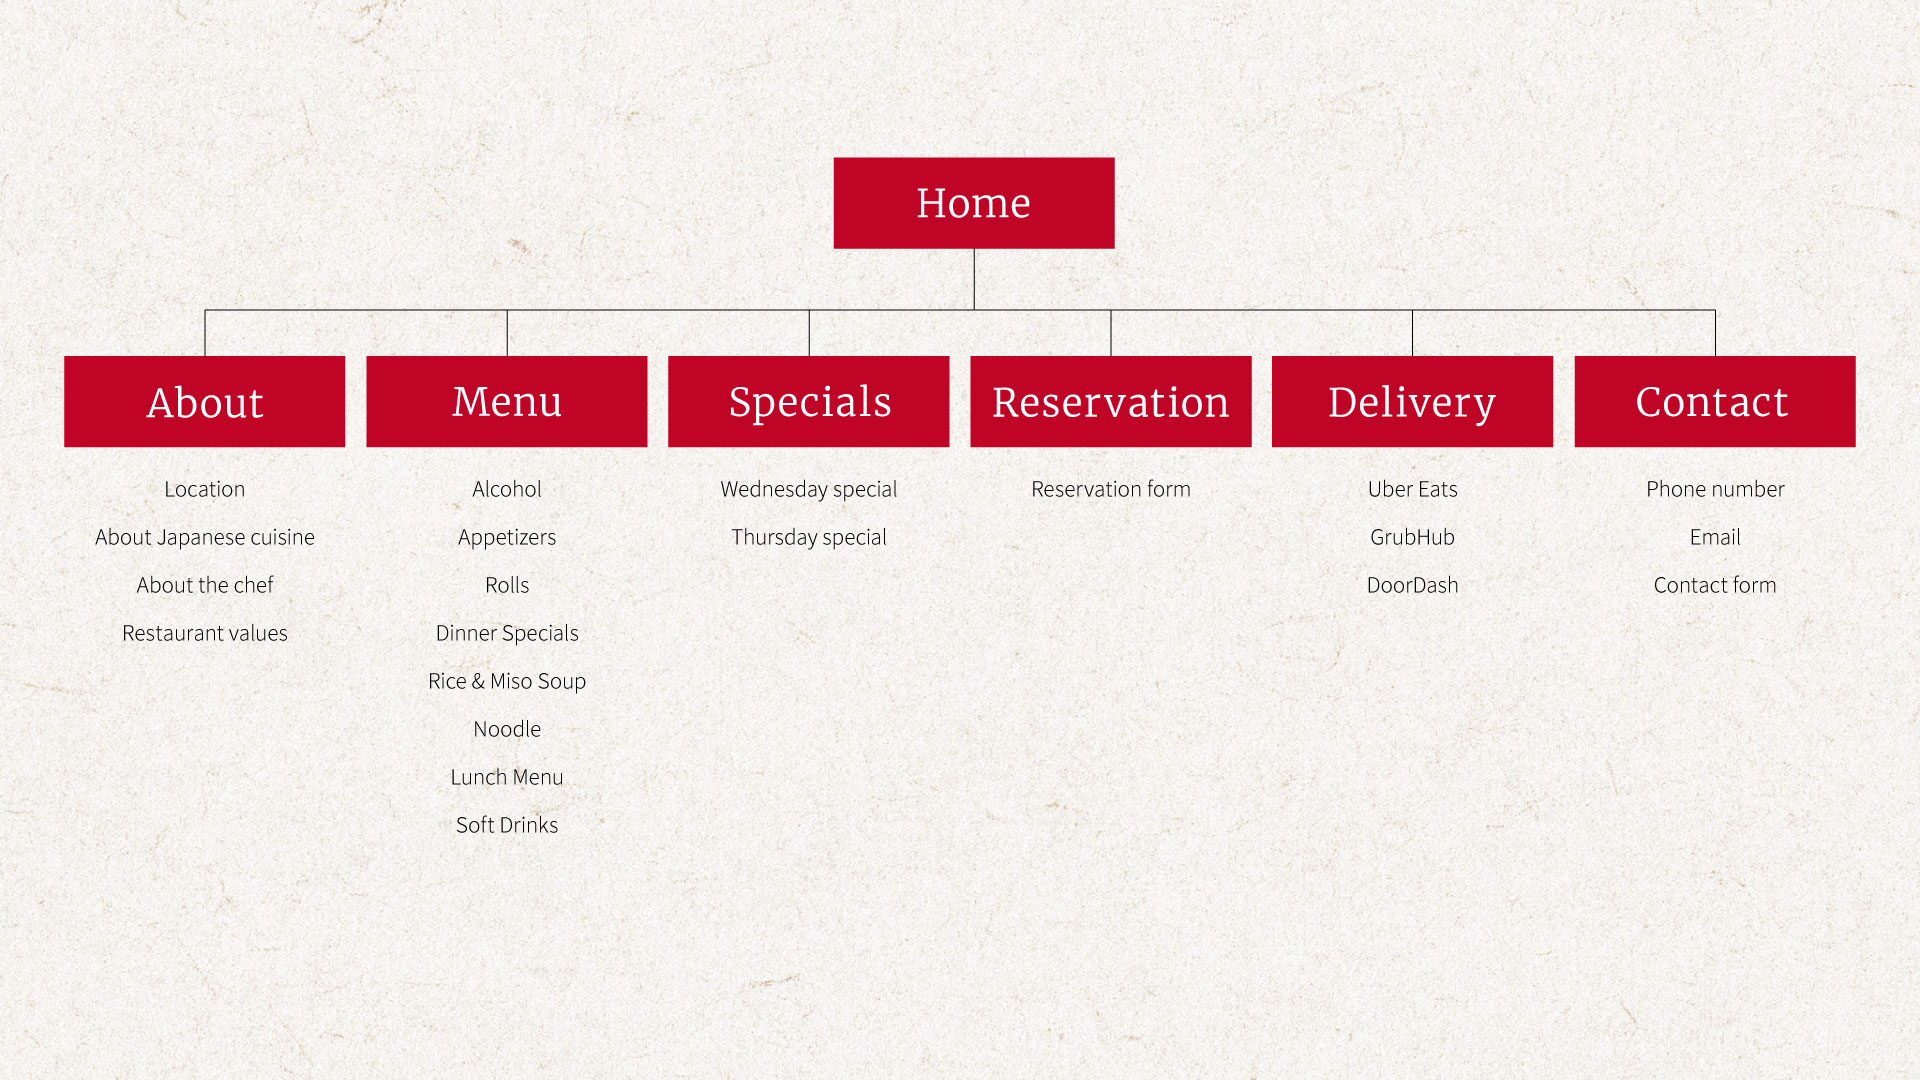 Home
About
Menu
Specials
Reservation
Delivery
Contact
Location
About Japanese cuisine
About the chef
Restaurant values
Alcohol
Appetizers
Rolls
Dinner Specials
Rice & Miso Soup
Noodle
Lunch Menu
Soft Drinks
Wednesday special
Thursday special
Reservation form
Uber Eats
GrubHub
DoorDash
Phone number
Email
Contact form